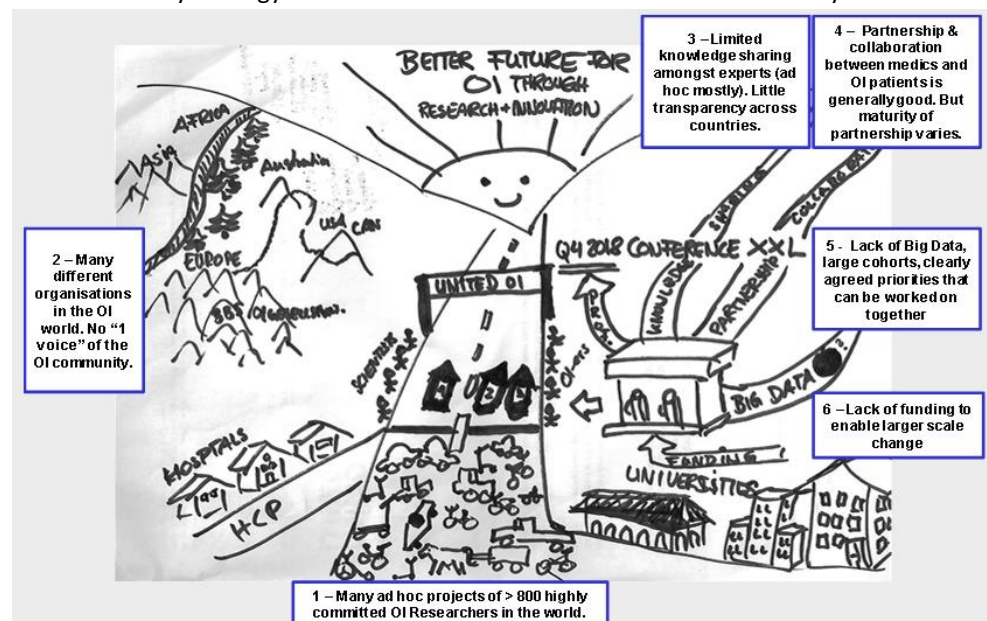 BETTER FUTURE FOR
OI THROUGH
RESEARCH + INNOVATION
3 –Limited
knowledge sharing
amongst experts (ad
hoc mostly). Little
transparency across
countries.
4 – Partnership &
collaboration
between medics and
OI patients is
generally good. But
maturity of
partnership varies.
AFRICA
ASIA
Australia
USA CAN
EUROPE
2 – Many
different
organisations
in the OI
world. No “1
voice” of the
OI community.
UNITED OI
Q4 2018 CONFERENCE XXL
KNOWLEDGE SHARING
PARTNERSHIP
5 - Lack of Big Data,
large cohorts, clearly
agreed priorities that
can be worked on
together
SCIENTISTS
BIG DATA
6 –Lack of funding to
enable larger scale
change
HOSPITALS
HCP
FUNDING
UNIVERSITIES
1 – Many ad hoc projects of > 800 highly
committed OI Researchers in the world.